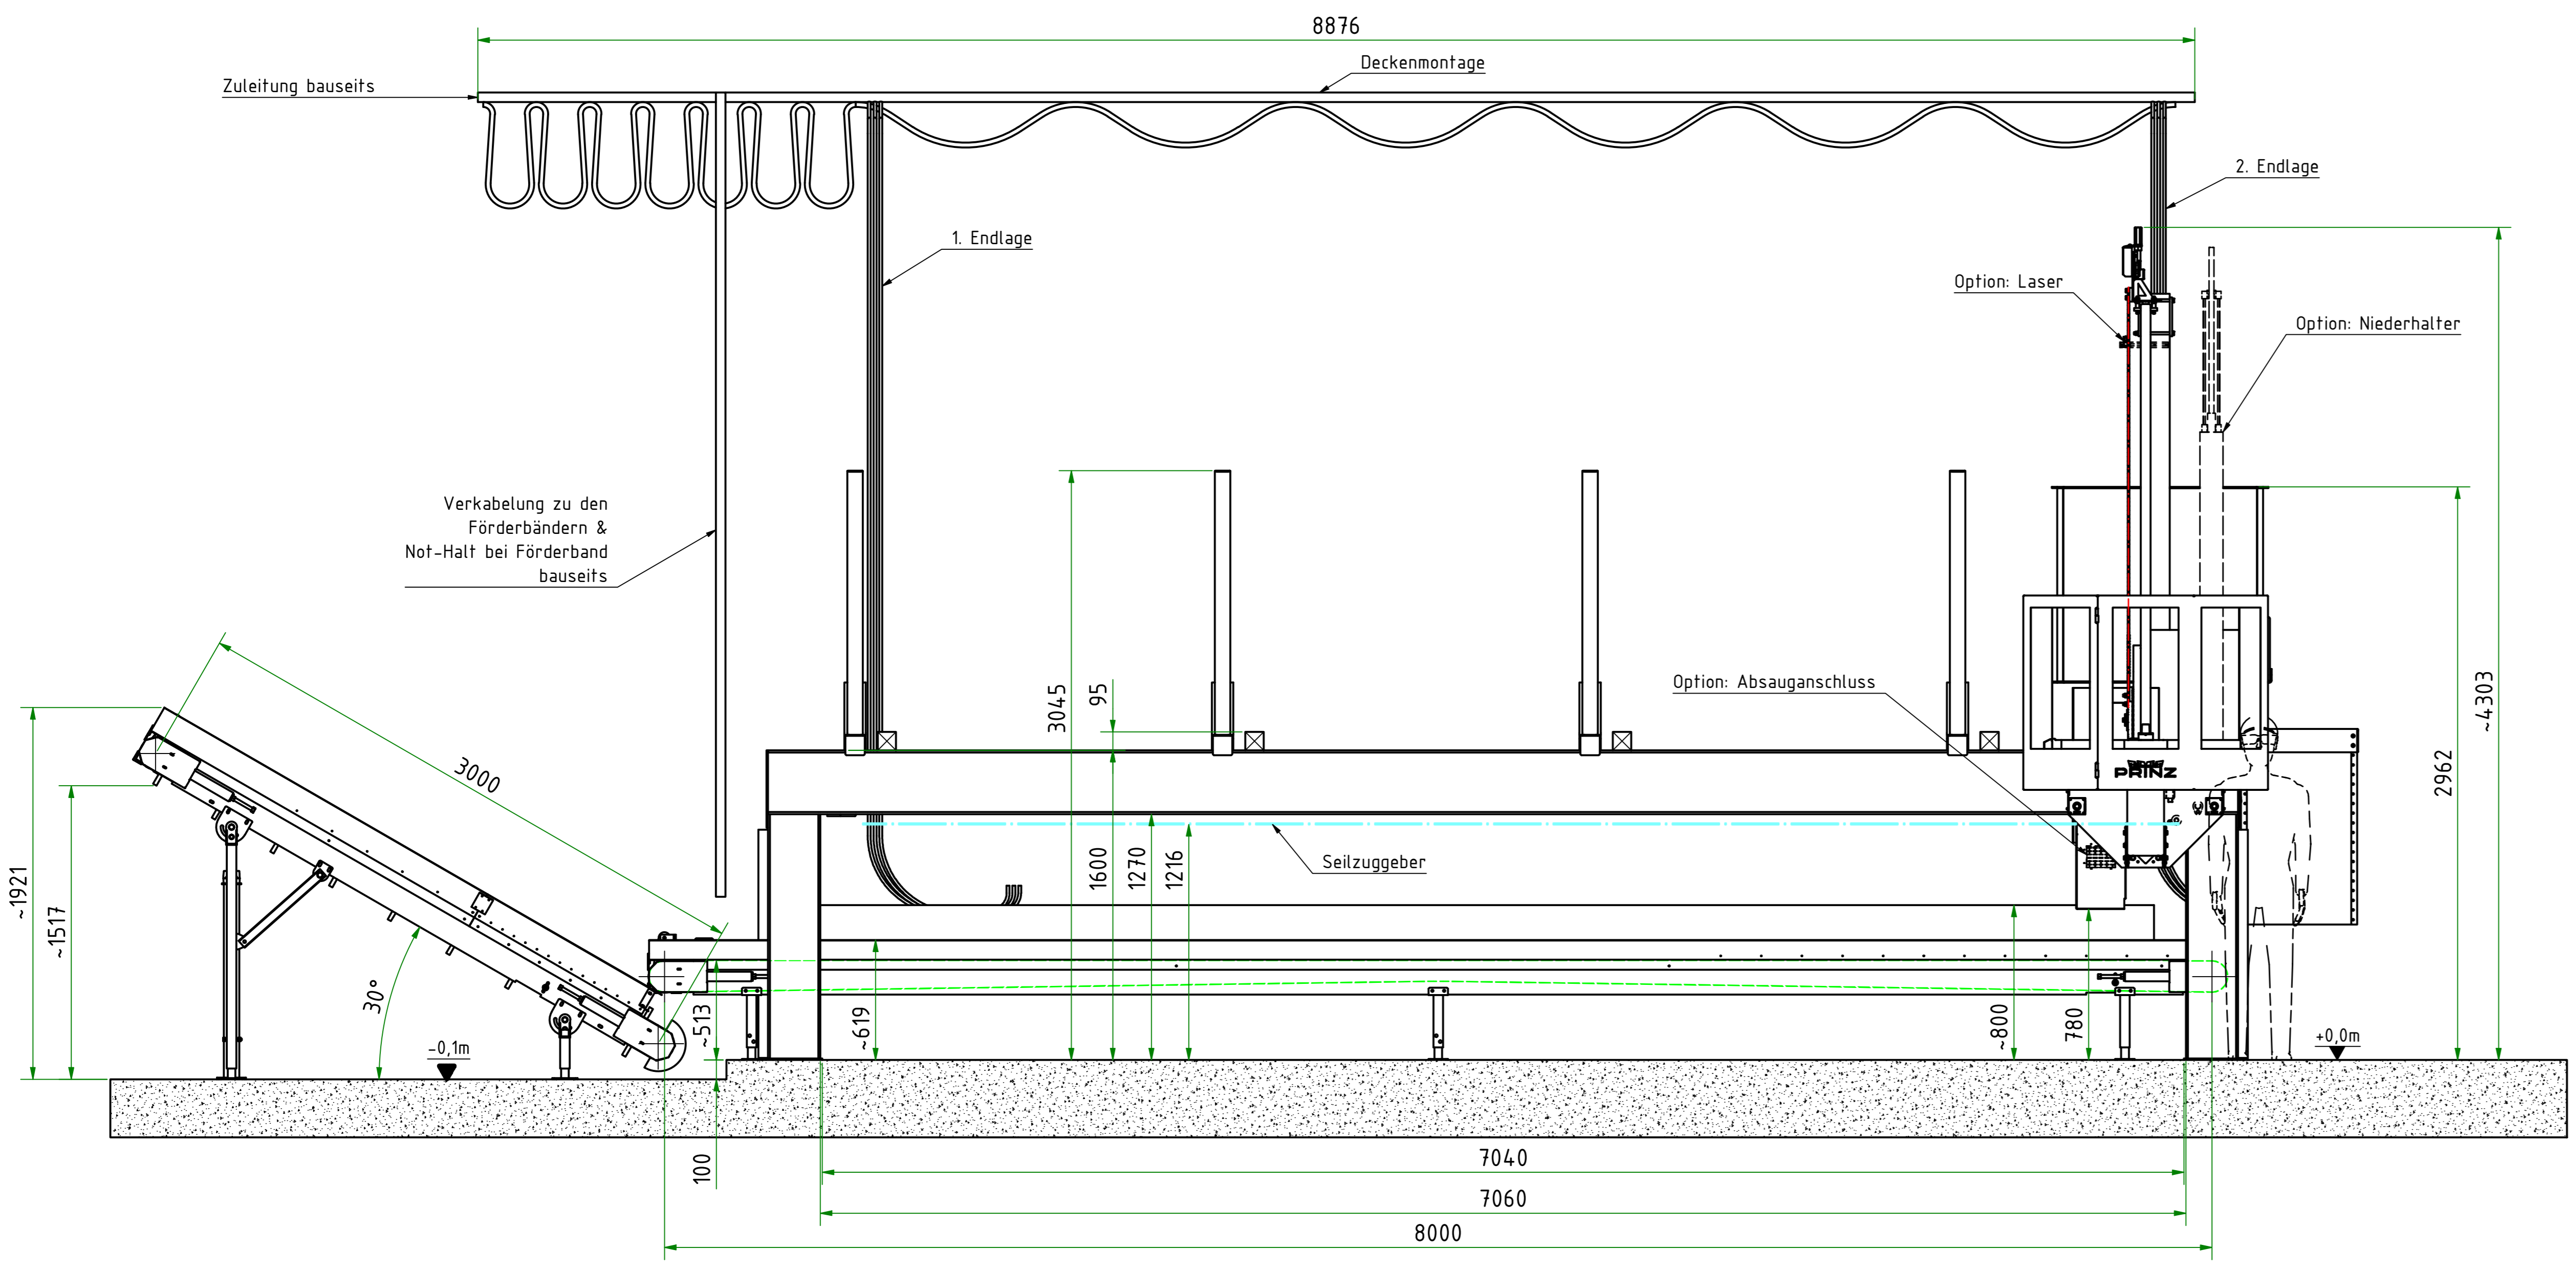 8876
Deckenmontage
Zuleitung bauseits
2. Endlage
1. Endlage
Option: Laser
Option: Niederhalter
Verkabelung zu den
Förderbändern &
Not-Halt bei Förderband
bauseits
Option: Absauganschluss
3045
95
~4303
2962
3000
PRINZ
1600
1270
1216
Seilzuggeber
~1921
~1517
30°
~513
~619
~800
780
-0,1m
+0,0m
100
7040
7060
8000